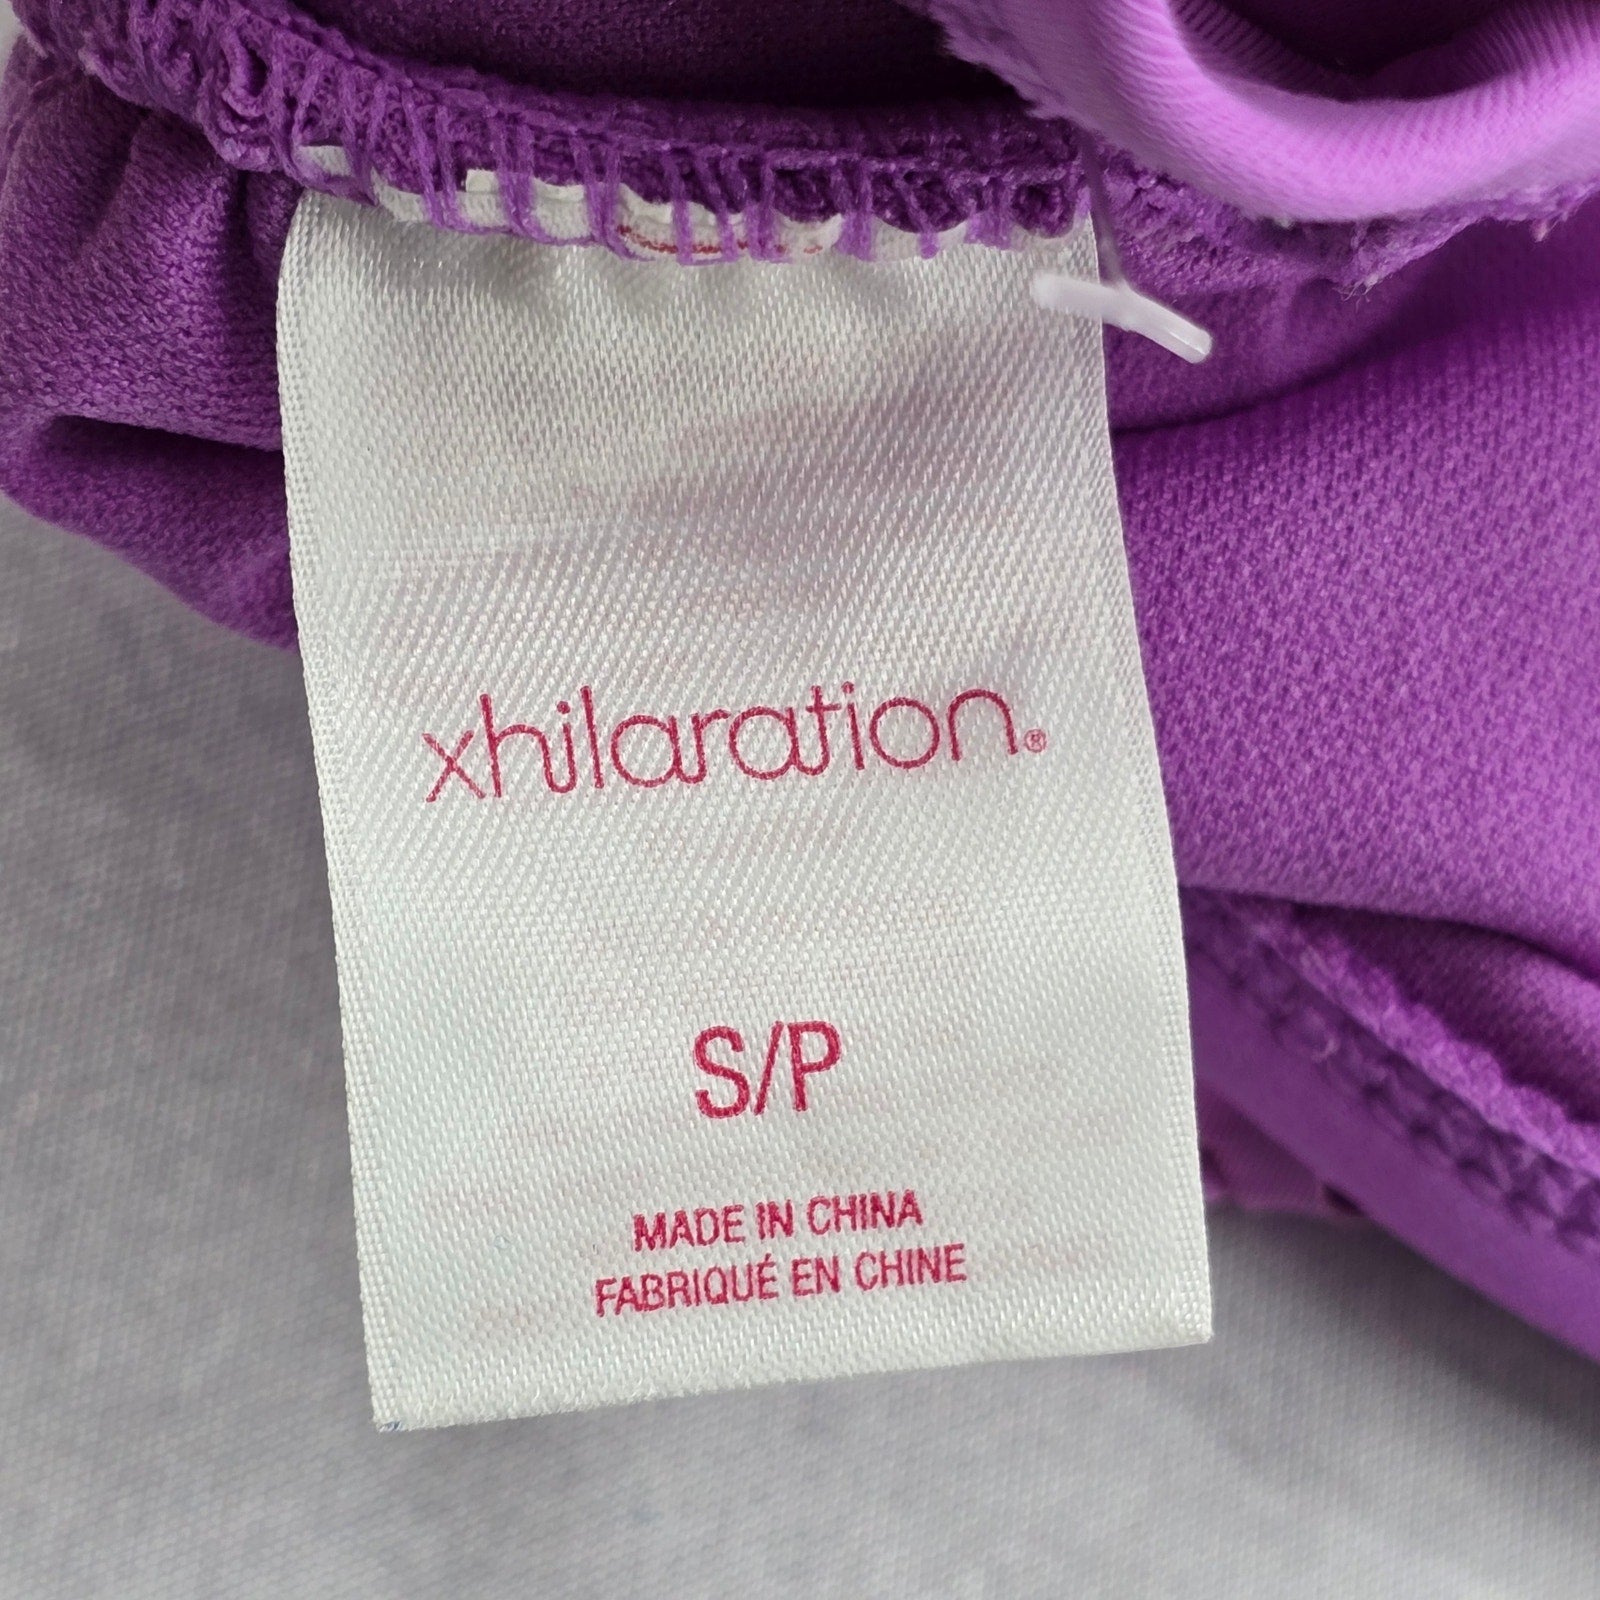 xhilaration®
S/P
MADE IN CHINA
FABRIQUÉ EN CHINE